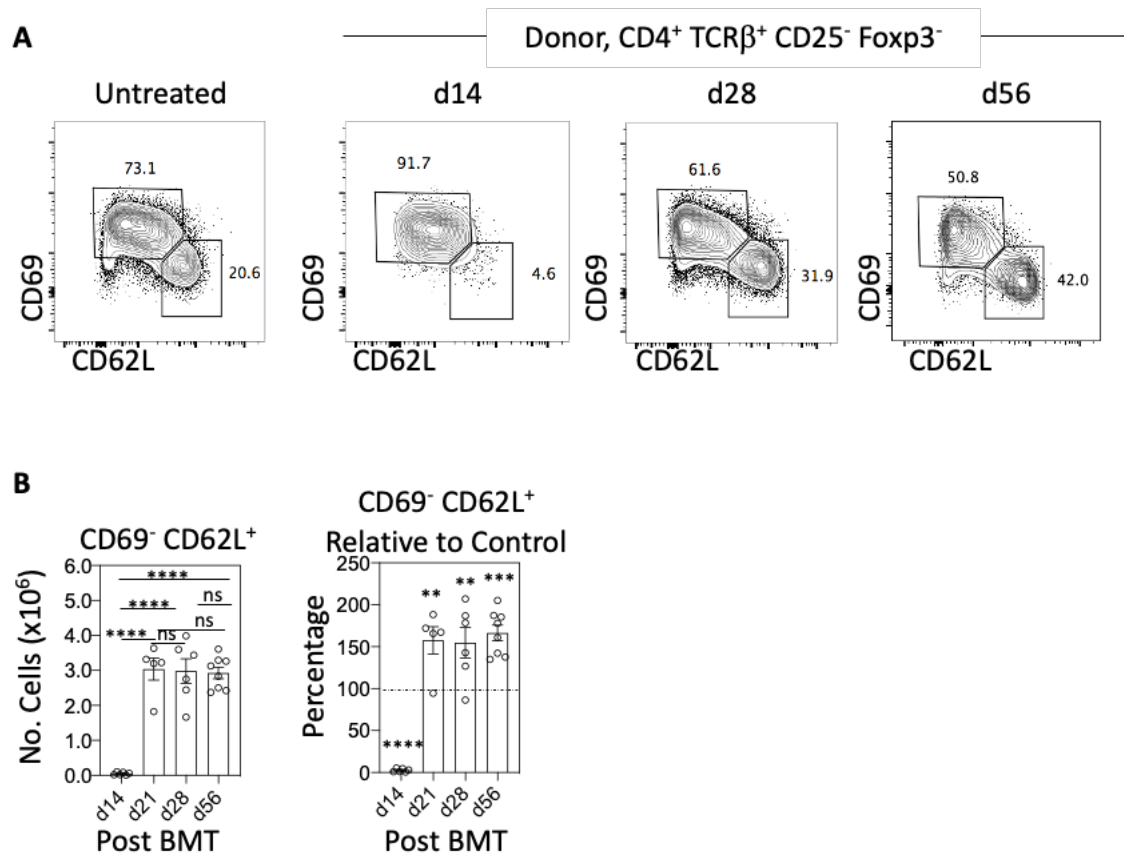 A
Donor, CD4⁺ TCRβ⁺ CD25⁻ Foxp3⁻
Untreated
d14
d28
d56
73.1
91.7
61.6
50.8
20.6
4.6
31.9
42.0
CD69
CD69
CD69
CD69
CD62L
CD62L
CD62L
CD62L
B
CD69⁻ CD62L⁺
6.0
5.0
4.0
3.0
2.0
1.0
0.0
No. Cells (x10⁶)
****
ns
****
ns
**** ns
d14 d21 d28 d56
Post BMT
CD69⁻ CD62L⁺
Relative to Control
250
200
150
100
50
0
Percentage
**** ** ** ***
d14 d21 d28 d56
Post BMT